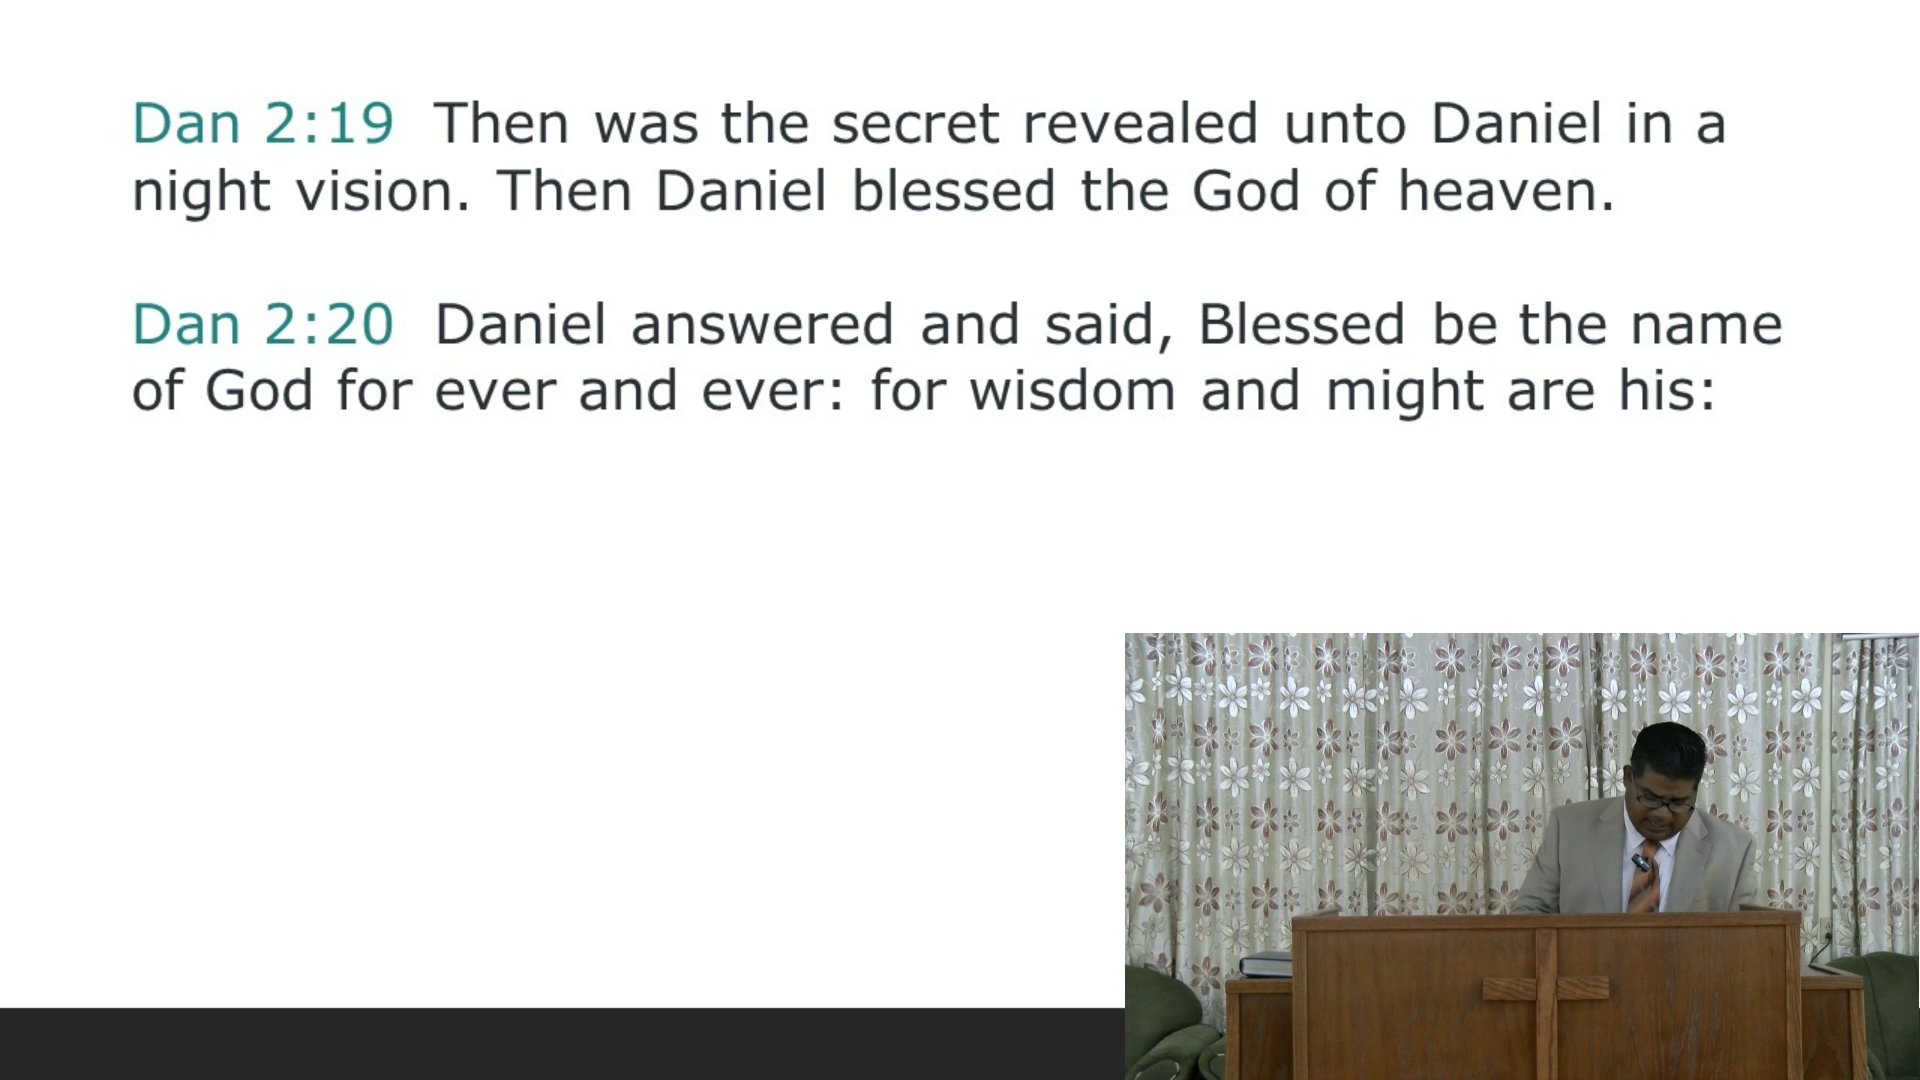 Dan 2:19 Then was the secret revealed unto Daniel in a
night vision. Then Daniel blessed the God of heaven.
Dan 2:20 Daniel answered and said, Blessed be the name
of God for ever and ever: for wisdom and might are his: